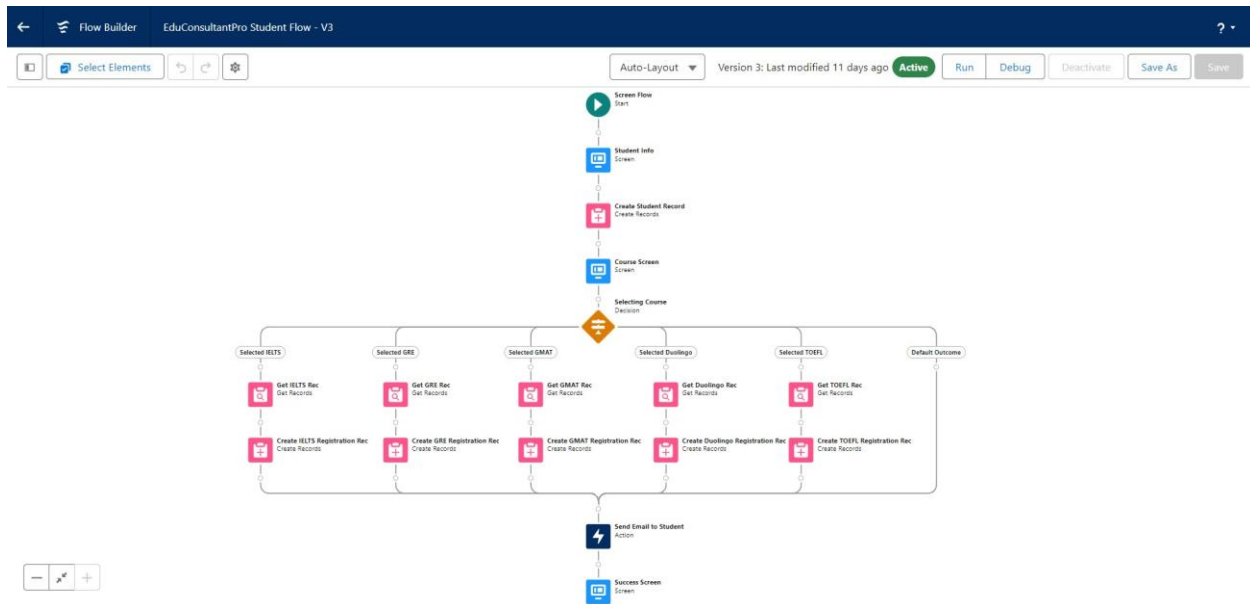 Flow Builder EduConsultantPro Student Flow - V3 ?
Select Elements Auto-Layout Version 3: Last modified 11 days ago Active Run Debug Deactivate Save As Save
Screen Flow
Start
Student Info
Screen
Create Student Record
Create Records
Course Screen
Screen
Selecting Course
Decision
Selected IELTS Selected GRE Selected GMAT Selected Duolingo Selected TOEFL Default Outcome
Get IELTS Rec Get GRE Rec Get GMAT Rec Get Duolingo Rec Get TOEFL Rec
Get Records Get Records Get Records Get Records Get Records
Create IELTS Registration Rec Create GRE Registration Rec Create GMAT Registration Rec Create Duolingo Registration Rec Create TOEFL Registration Rec
Create Records Create Records Create Records Create Records Create Records
Send Email to Student
Action
Success Screen
Screen